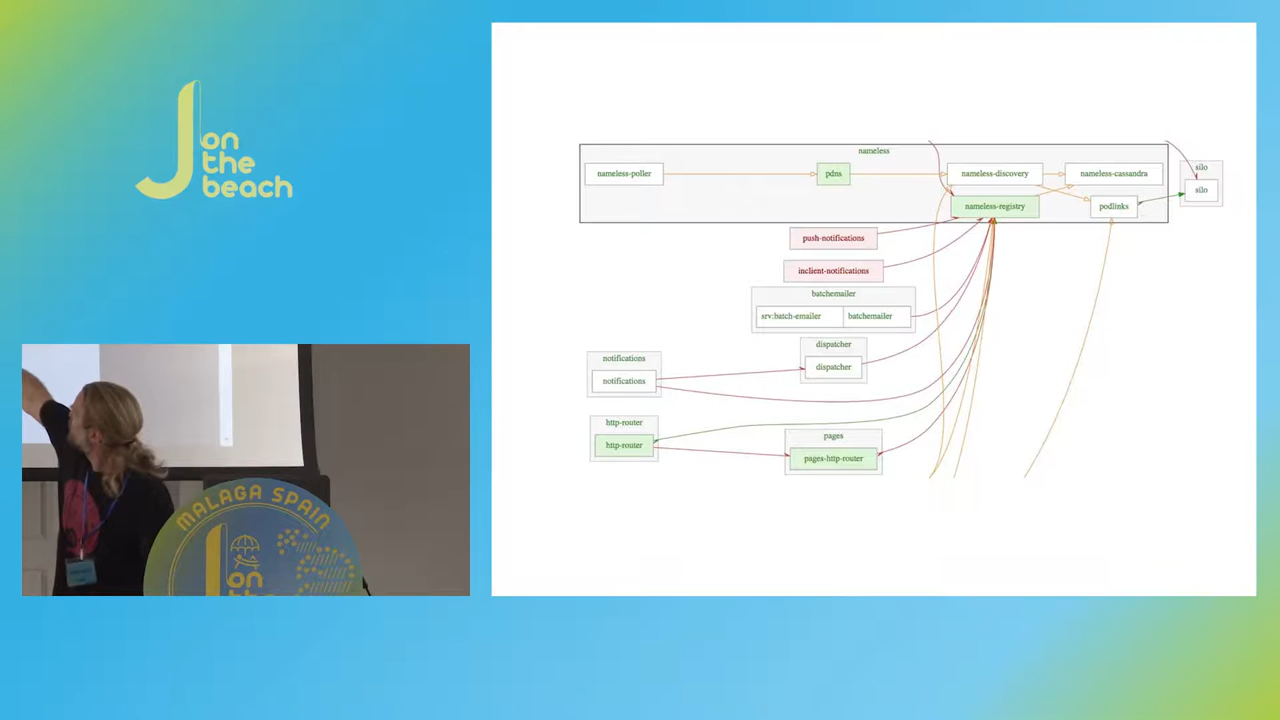 J on
the
beach
nameless
nameless-poller
pdns
nameless-discovery
nameless-cassandra
nameless-registry
podlinks
silo
silo
push-notifications
inclient-notifications
batchemailer
srv:batch-emailer
batchemailer
dispatcher
dispatcher
notifications
notifications
http-router
http-router
pages
pages-http-router
MALAGA SPAIN
J on